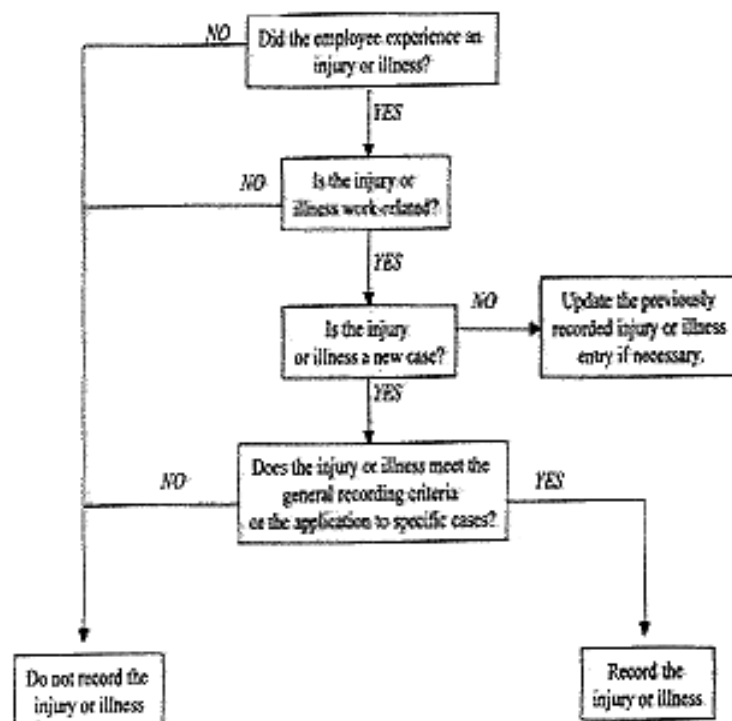 NO
Did the employee experience an
injury or illness?
YES
NO
Is the injury or
illness work-related?
YES
Is the injury
or illness a new case?
NO
Update the previously
recorded injury or illness
entry if necessary.
YES
NO
Does the injury or illness meet the
general recording criteria
or the application to specific cases?
YES
Do not record the
injury or illness
Record the
injury or illness.